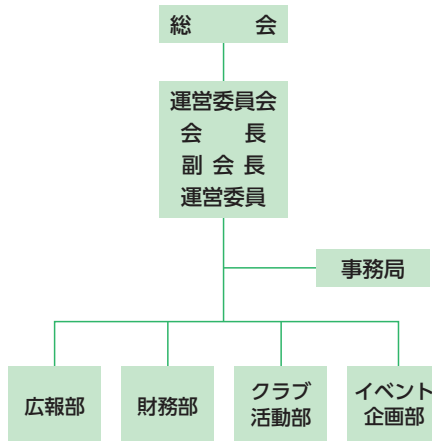 総　　会
運営委員会
会　　長
副 会 長
運営委員
事務局
広報部
財務部
クラブ
活動部
イベント
企画部